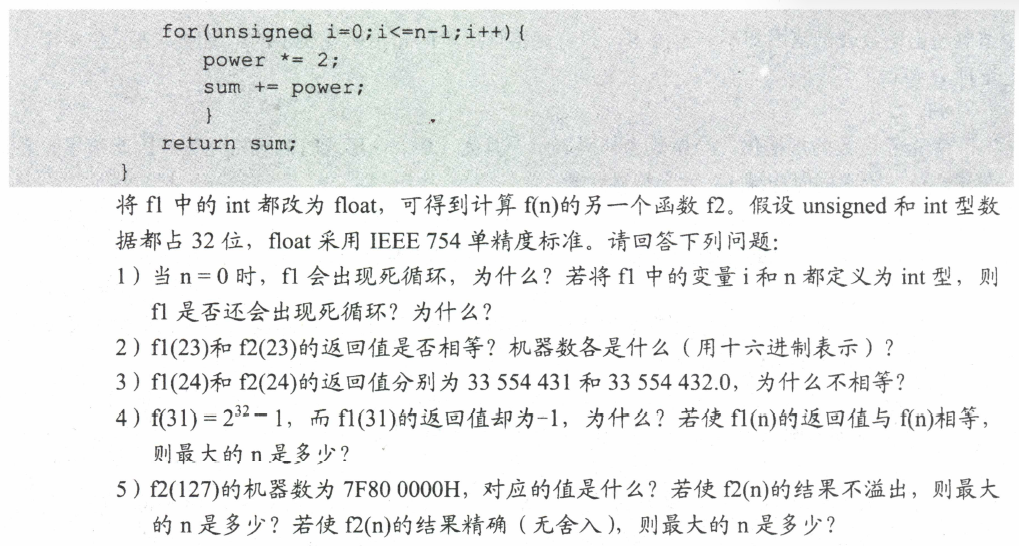 for(unsigned i=0;i<=n-1;i++){
power *= 2;
sum += power;
}
return sum;
}
将 f1 中的 int 都改为 float，可得到计算 f(n)的另一个函数 f2。假设 unsigned 和 int 型数
据都占 32 位，float 采用 IEEE 754 单精度标准。请回答下列问题：
1）当 n = 0 时，f1 会出现死循环，为什么？若将 f1 中的变量 i 和 n 都定义为 int 型，则
f1 是否还会出现死循环？为什么？
2）f1(23)和 f2(23)的返回值是否相等？机器数各是什么（用十六进制表示）？
3）f1(24)和 f2(24)的返回值分别为 33 554 431 和 33 554 432.0，为什么不相等？
4）f(31) = 2³² − 1，而 f1(31)的返回值却为-1，为什么？若使 f1(n)的返回值与 f(n)相等，
则最大的 n 是多少？
5）f2(127)的机器数为 7F80 0000H，对应的值是什么？若使 f2(n)的结果不溢出，则最大
的 n 是多少？若使 f2(n)的结果精确（无舍入），则最大的 n 是多少？